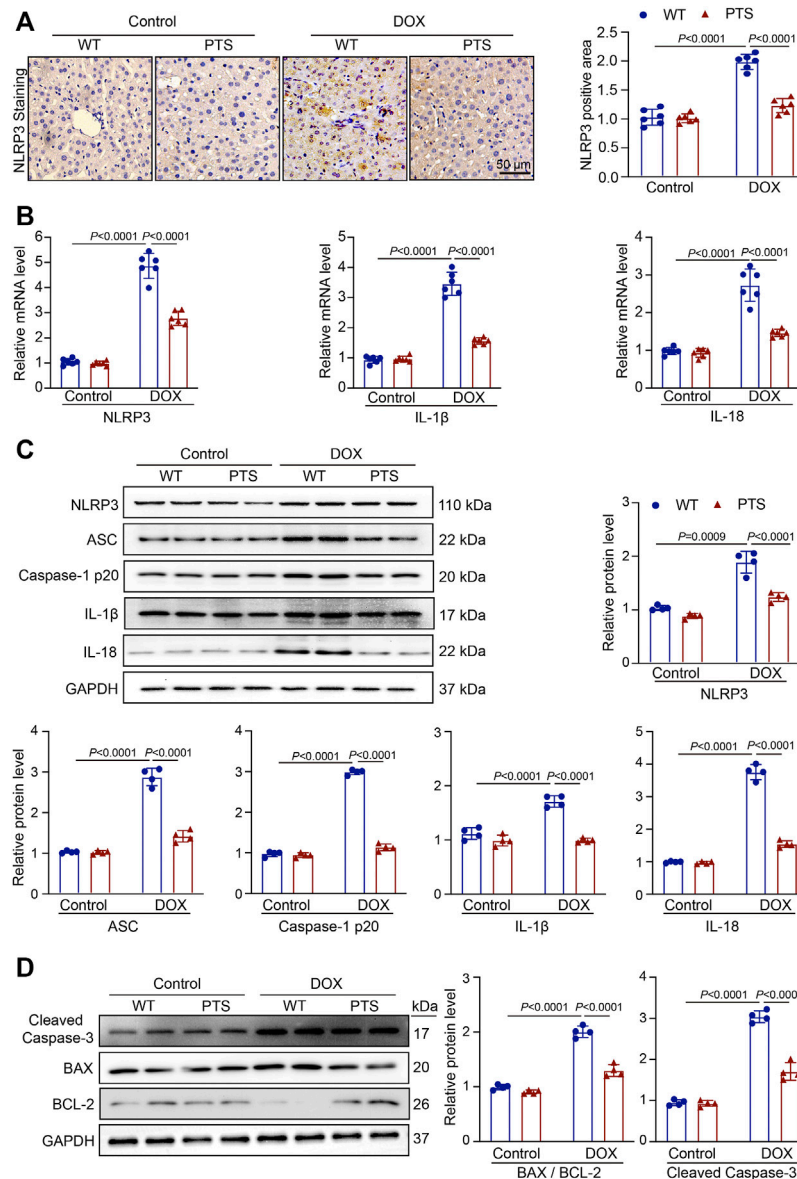 A
Control
DOX
WT
PTS
WT
PTS
NLRP3 Staining
50 μm
WT
PTS
NLRP3 positive area
2.5
2.0
1.5
1.0
0.5
0.0
P<0.0001
P<0.0001
Control
DOX
B
Relative mRNA level
6
5
4
3
2
1
0
P<0.0001
P<0.0001
Control
DOX
NLRP3
Relative mRNA level
5
4
3
2
1
0
P<0.0001
P<0.0001
Control
DOX
IL-1β
Relative mRNA level
4
3
2
1
0
P<0.0001
P<0.0001
Control
DOX
IL-18
C
Control
DOX
WT
PTS
WT
PTS
NLRP3
110 kDa
ASC
22 kDa
Caspase-1 p20
20 kDa
IL-1β
17 kDa
IL-18
22 kDa
GAPDH
37 kDa
WT
PTS
Relative protein level
3
2
1
0
P=0.0009
P<0.0001
Control
DOX
NLRP3
Relative protein level
4
3
2
1
0
P<0.0001
P<0.0001
Control
DOX
ASC
Relative protein level
4
3
2
1
0
P<0.0001
P<0.0001
Control
DOX
Caspase-1 p20
Relative protein level
3
2
1
0
P<0.0001
P<0.0001
Control
DOX
IL-1β
Relative protein level
5
4
3
2
1
0
P<0.0001
P<0.0001
Control
DOX
IL-18
D
Control
DOX
WT
PTS
WT
PTS
kDa
Cleaved
Caspase-3
17
BAX
20
BCL-2
26
GAPDH
37
Relative protein level
3
2
1
0
P<0.0001
P<0.0001
Control
DOX
BAX / BCL-2
Relative protein level
4
3
2
1
0
P<0.0001
P<0.000
Control
DOX
Cleaved Caspase-3